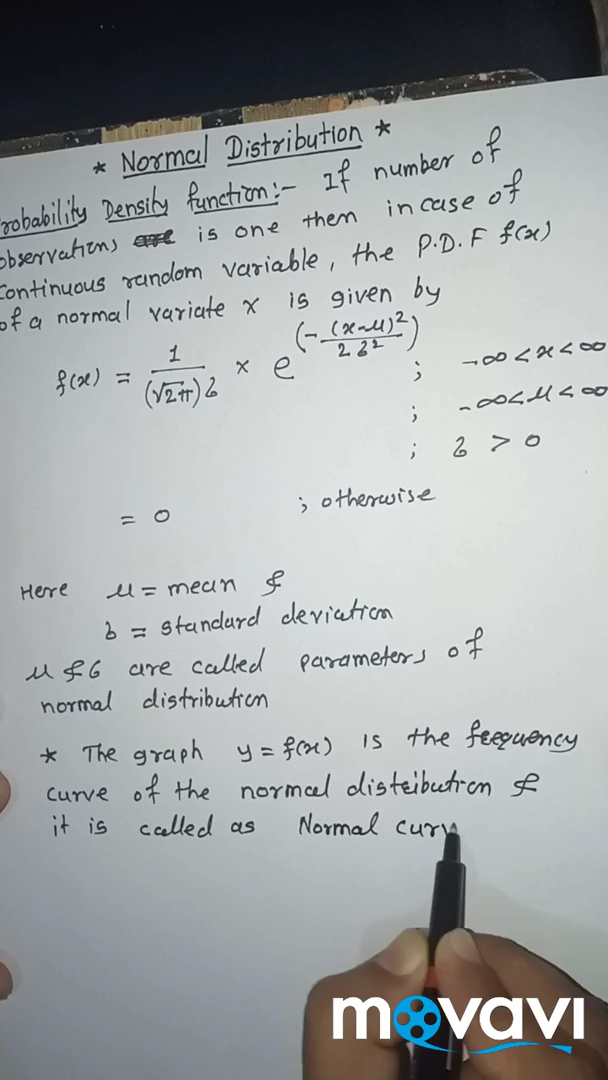 * Normal Distribution *
Probability Density function:- If number of
observations is one then in case of
continuous random variable, the P.D.F f(x)
of a normal variate x is given by
f(x) = 1/(√2π)σ × e^(-(x-μ)²/2σ²) ; -∞<x<∞
; -∞<μ<∞
; σ > 0
= 0 ; otherwise
Here μ = mean &
σ = standard deviation
μ & σ are called parameters of
normal distribution
* The graph y = f(x) is the frequency
curve of the normal distribution &
it is called as Normal curv
movavi